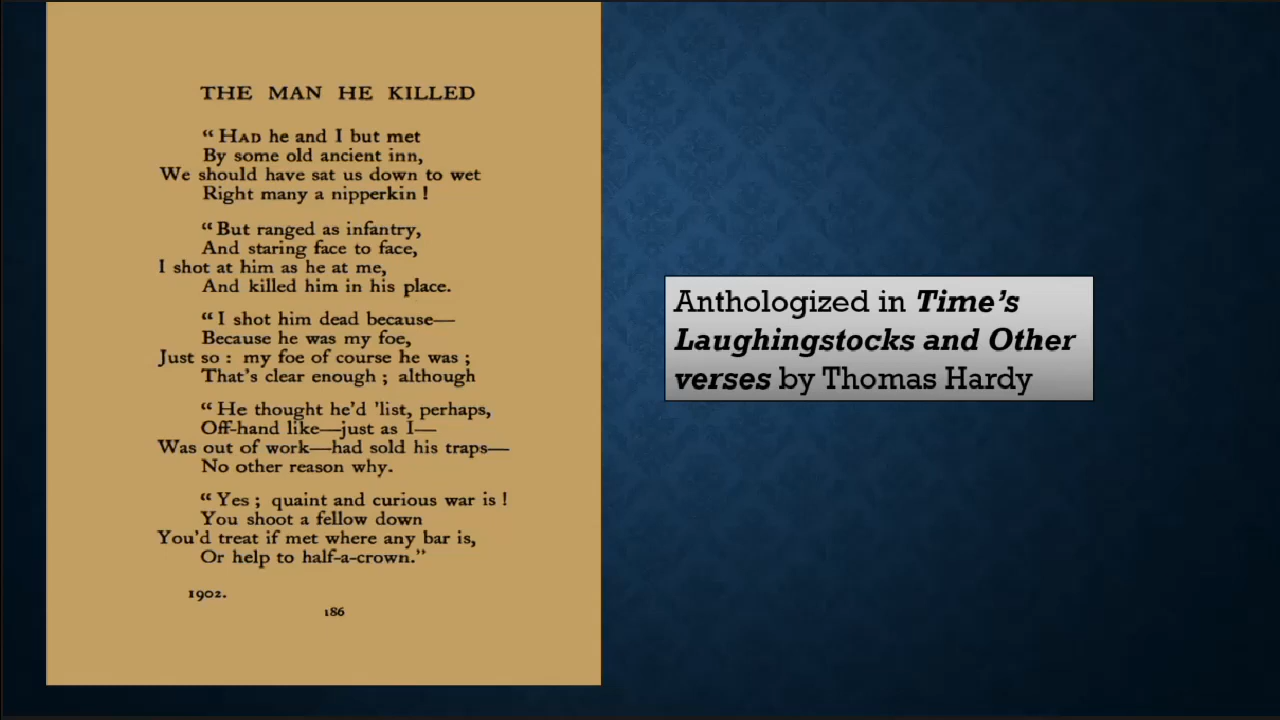 THE MAN HE KILLED
“ HAD he and I but met
By some old ancient inn,
We should have sat us down to wet
Right many a nipperkin !
“ But ranged as infantry,
And staring face to face,
I shot at him as he at me,
And killed him in his place.
“ I shot him dead because—
Because he was my foe,
Just so : my foe of course he was ;
That's clear enough ; although
“ He thought he'd 'list, perhaps,
Off-hand like—just as I—
Was out of work—had sold his traps—
No other reason why.
“ Yes ; quaint and curious war is !
You shoot a fellow down
You'd treat if met where any bar is,
Or help to half-a-crown.”
1902.
186
Anthologized in Time’s
Laughingstocks and Other
verses by Thomas Hardy